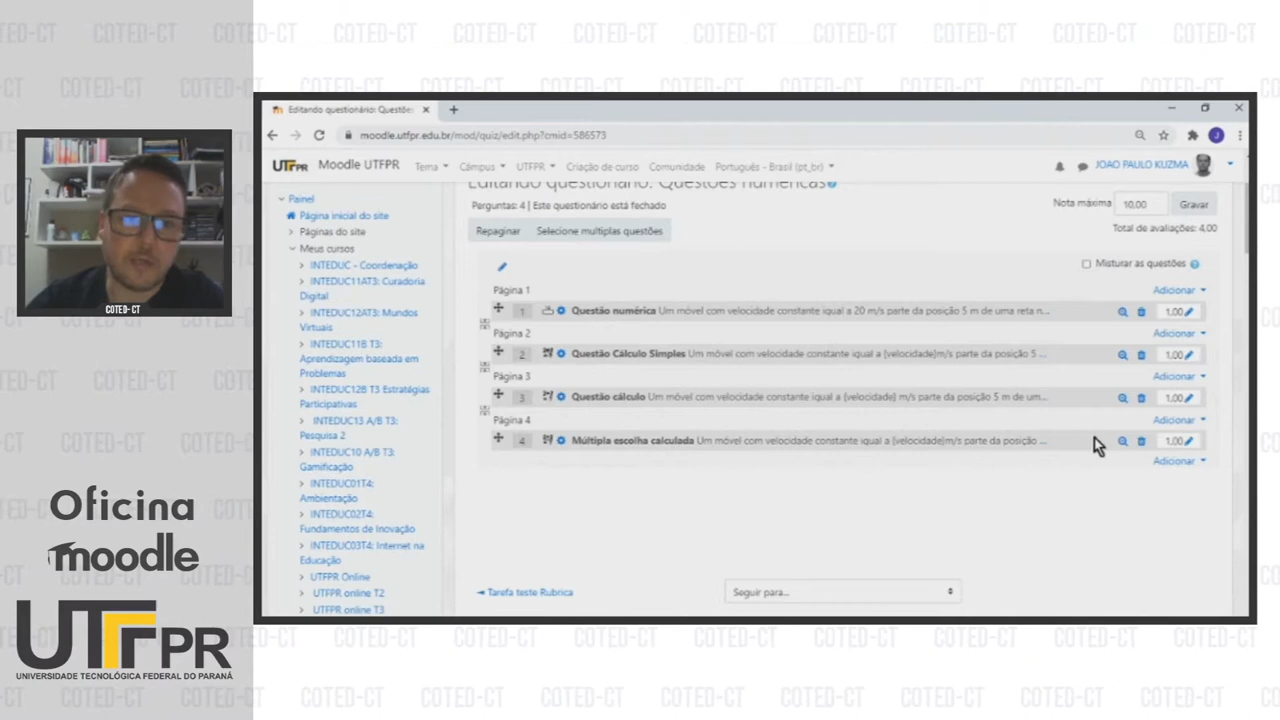 COTED-CT
Oficina
moodle
UTFPR
UNIVERSIDADE TECNOLÓGICA FEDERAL DO PARANÁ
Editando questionário: Questõe
moodle.utfpr.edu.br/mod/quiz/edit.php?cmid=586573
UTFPR Moodle UTFPR Tema Câmpus UTFPR Criação de curso Comunidade Português - Brasil (pt_br) JOAO PAULO KUZMA
Painel
Página inicial do site
Páginas do site
Meus cursos
INTEDUC - Coordenação
INTEDUC11AT3: Curadoria
Digital
INTEDUC12AT3: Mundos
Virtuais
INTEDUC11B T3:
Aprendizagem baseada em
Problemas
INTEDUC12B T3 Estratégias
Participativas
INTEDUC13 A/B T3:
Pesquisa 2
INTEDUC10 A/B T3:
Gamificação
INTEDUC01T4:
Ambientação
INTEDUC02T4:
Fundamentos de Inovação
INTEDUC03T4: Internet na
Educação
UTFPR Online
UTFPR online T2
UTFPR online T3
Editando questionário: Questões numéricas
Perguntas: 4 | Este questionário está fechado
Nota máxima 10,00 Gravar
Repaginar Selecione multiplas questões
Total de avaliações: 4,00
Misturar as questões
Página 1 Adicionar
1 Questão numérica Um móvel com velocidade constante igual a 20 m/s parte da posição 5 m de uma reta n... 1,00
Página 2 Adicionar
2 Questão Cálculo Simples Um móvel com velocidade constante igual a {velocidade}m/s parte da posição 5 ... 1,00
Página 3 Adicionar
3 Questão cálculo Um móvel com velocidade constante igual a {velocidade} m/s parte da posição 5 m de um... 1,00
Página 4 Adicionar
4 Múltipla escolha calculada Um móvel com velocidade constante igual a {velocidade}m/s parte da posição ... 1,00
Adicionar
◄ Tarefa teste Rubrica
Seguir para...